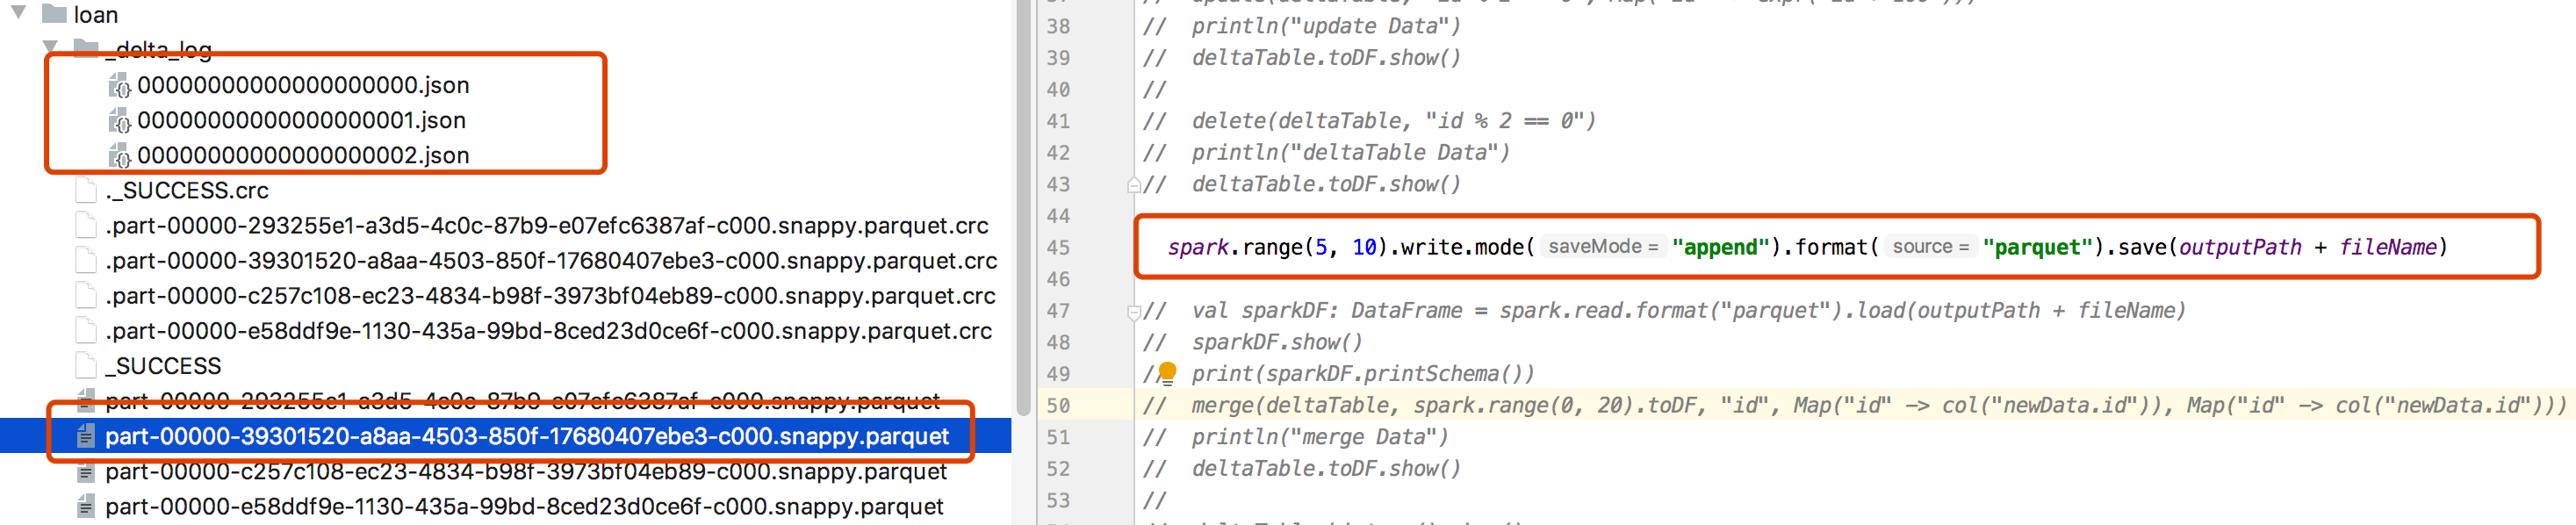 loan
_delta_log
00000000000000000000.json
00000000000000000001.json
00000000000000000002.json
._SUCCESS.crc
.part-00000-293255e1-a3d5-4c0c-87b9-e07efc6387af-c000.snappy.parquet.crc
.part-00000-39301520-a8aa-4503-850f-17680407ebe3-c000.snappy.parquet.crc
.part-00000-c257c108-ec23-4834-b98f-3973bf04eb89-c000.snappy.parquet.crc
.part-00000-e58ddf9e-1130-435a-99bd-8ced23d0ce6f-c000.snappy.parquet.crc
_SUCCESS
part-00000-293255e1-a3d5-4c0c-87b9-e07efc6387af-c000.snappy.parquet
part-00000-39301520-a8aa-4503-850f-17680407ebe3-c000.snappy.parquet
part-00000-c257c108-ec23-4834-b98f-3973bf04eb89-c000.snappy.parquet
part-00000-e58ddf9e-1130-435a-99bd-8ced23d0ce6f-c000.snappy.parquet
38 // println("update Data")
39 // deltaTable.toDF.show()
40 //
41 // delete(deltaTable, "id % 2 == 0")
42 // println("deltaTable Data")
43 // deltaTable.toDF.show()
44
45 spark.range(5, 10).write.mode( saveMode = "append").format( source = "parquet").save(outputPath + fileName)
46
47 // val sparkDF: DataFrame = spark.read.format("parquet").load(outputPath + fileName)
48 // sparkDF.show()
49 // print(sparkDF.printSchema())
50 // merge(deltaTable, spark.range(0, 20).toDF, "id", Map("id" -> col("newData.id")), Map("id" -> col("newData.id")))
51 // println("merge Data")
52 // deltaTable.toDF.show()
53 //